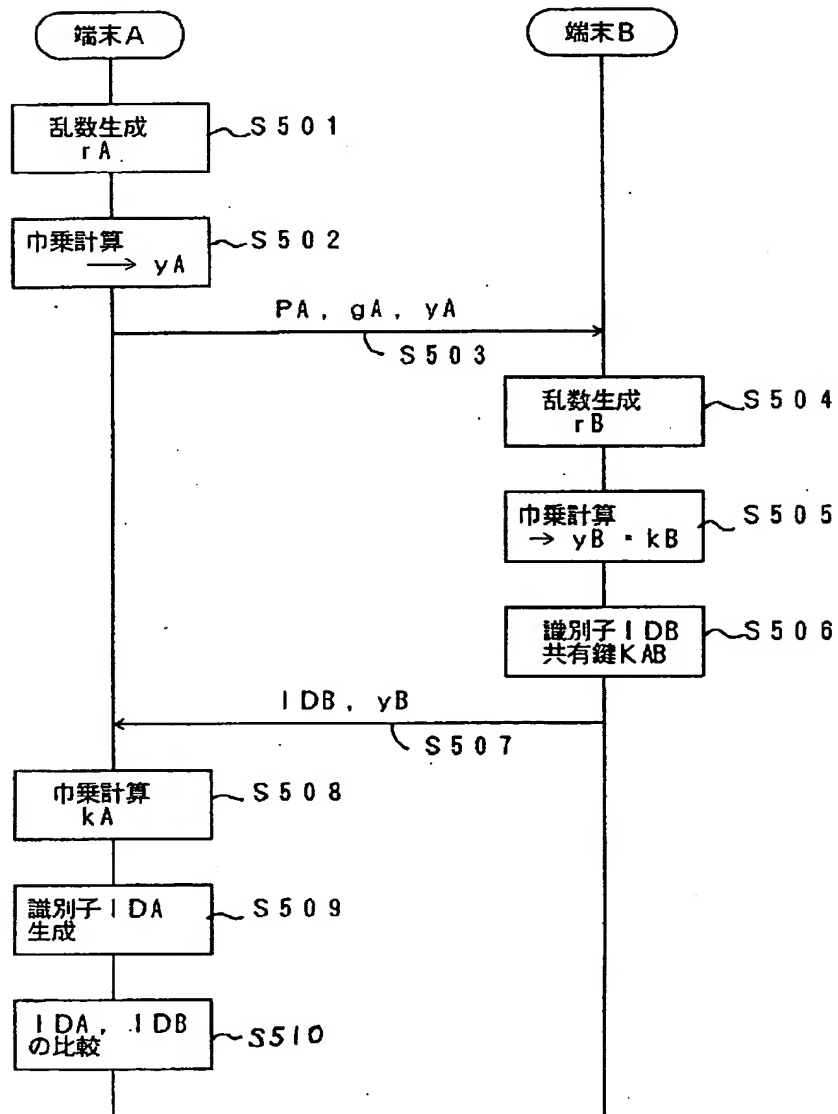 端末A
端末B
乱数生成
rA
S501
巾乗計算
→ yA
S502
PA, gA, yA
S503
乱数生成
rB
S504
巾乗計算
→ yB・kB
S505
識別子IDB
共有鍵KAB
S506
IDB, yB
S507
巾乗計算
kA
S508
識別子IDA
生成
S509
IDA, IDB
の比較
S510